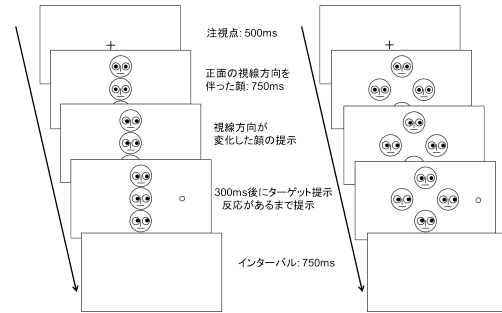 注視点: 500ms
正面の視線方向を
伴った顔: 750ms
視線方向が
変化した顔の提示
300ms後にターゲット提示
反応があるまで提示
インターバル: 750ms